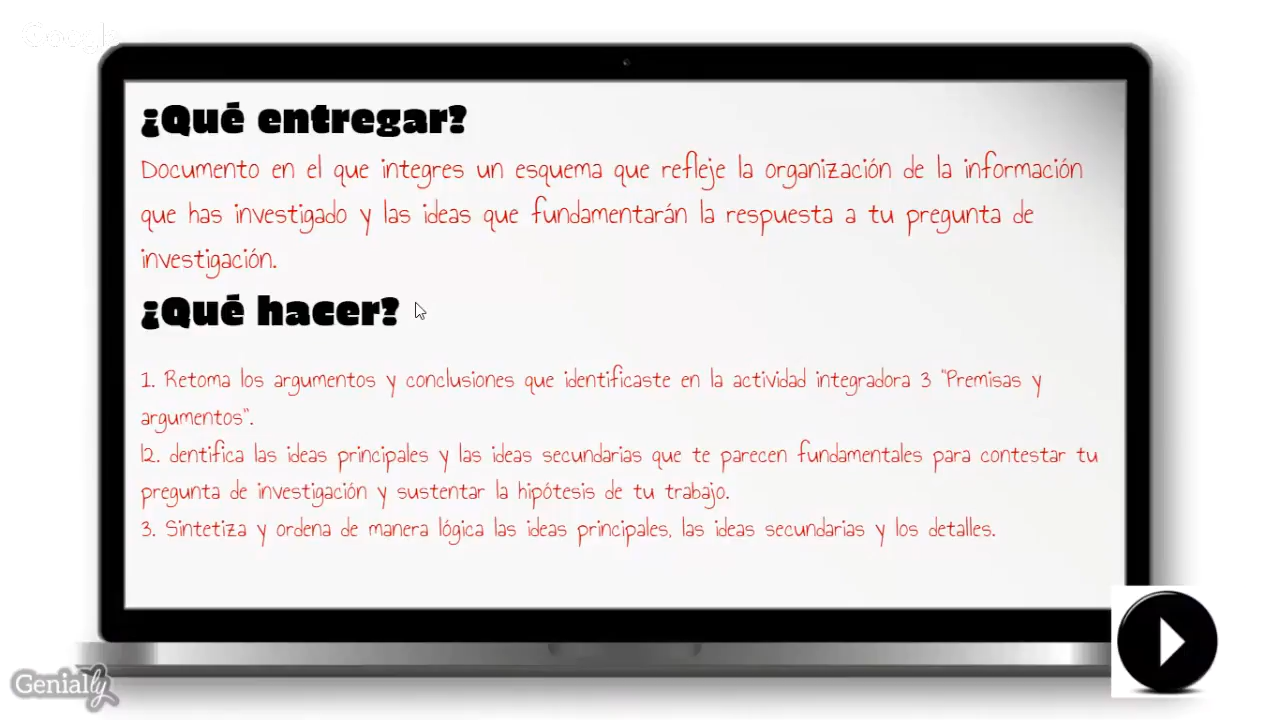 Google
¿Qué entregar?
Documento en el que integres un esquema que refleje la organización de la información
que has investigado y las ideas que fundamentarán la respuesta a tu pregunta de
investigación.
¿Qué hacer?
1. Retoma los argumentos y conclusiones que identificaste en la actividad integradora 3 "Premisas y
argumentos".
I2. dentifica las ideas principales y las ideas secundarias que te parecen fundamentales para contestar tu
pregunta de investigación y sustentar la hipótesis de tu trabajo.
3. Sintetiza y ordena de manera lógica las ideas principales, las ideas secundarias y los detalles.
Genially